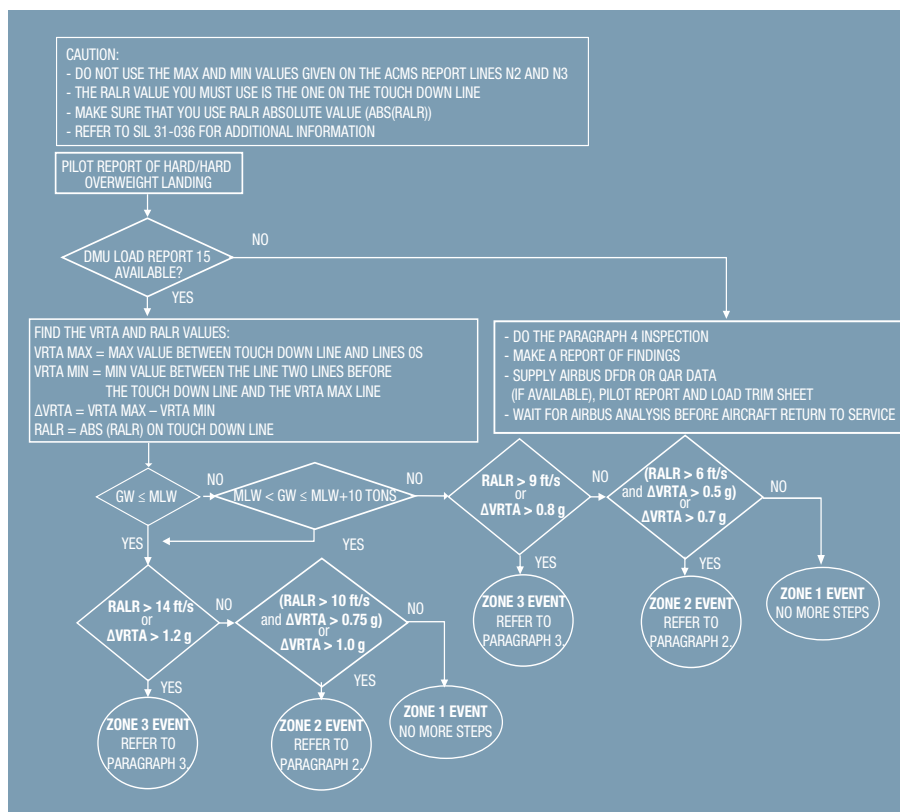 CAUTION:
- DO NOT USE THE MAX AND MIN VALUES GIVEN ON THE ACMS REPORT LINES N2 AND N3
- THE RALR VALUE YOU MUST USE IS THE ONE ON THE TOUCH DOWN LINE
- MAKE SURE THAT YOU USE RALR ABSOLUTE VALUE (ABS(RALR))
- REFER TO SIL 31-036 FOR ADDITIONAL INFORMATION
PILOT REPORT OF HARD/HARD
OVERWEIGHT LANDING
DMU LOAD REPORT 15
AVAILABLE?
NO
YES
FIND THE VRTA AND RALR VALUES:
VRTA MAX = MAX VALUE BETWEEN TOUCH DOWN LINE AND LINES 0S
VRTA MIN = MIN VALUE BETWEEN THE LINE TWO LINES BEFORE
THE TOUCH DOWN LINE AND THE VRTA MAX LINE
ΔVRTA = VRTA MAX – VRTA MIN
RALR = ABS (RALR) ON TOUCH DOWN LINE
- DO THE PARAGRAPH 4 INSPECTION
- MAKE A REPORT OF FINDINGS
- SUPPLY AIRBUS DFDR OR QAR DATA
(IF AVAILABLE), PILOT REPORT AND LOAD TRIM SHEET
- WAIT FOR AIRBUS ANALYSIS BEFORE AIRCRAFT RETURN TO SERVICE
GW ≤ MLW
NO
MLW < GW ≤ MLW+10 TONS
NO
RALR > 9 ft/s
or
ΔVRTA > 0.8 g
NO
(RALR > 6 ft/s
and ΔVRTA > 0.5 g)
or
ΔVRTA > 0.7 g
NO
YES
YES
YES
YES
ZONE 3 EVENT
REFER TO
PARAGRAPH 3.
ZONE 2 EVENT
REFER TO
PARAGRAPH 2.
ZONE 1 EVENT
NO MORE STEPS
RALR > 14 ft/s
or
ΔVRTA > 1.2 g
NO
(RALR > 10 ft/s
and ΔVRTA > 0.75 g)
or
ΔVRTA > 1.0 g
NO
YES
YES
ZONE 3 EVENT
REFER TO
PARAGRAPH 3.
ZONE 2 EVENT
REFER TO
PARAGRAPH 2.
ZONE 1 EVENT
NO MORE STEPS